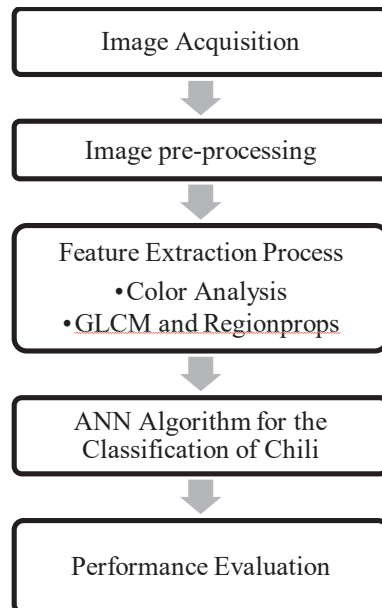 Image Acquisition
Image pre-processing
Feature Extraction Process
•Color Analysis
•GLCM and Regionprops
ANN Algorithm for the
Classification of Chili
Performance Evaluation